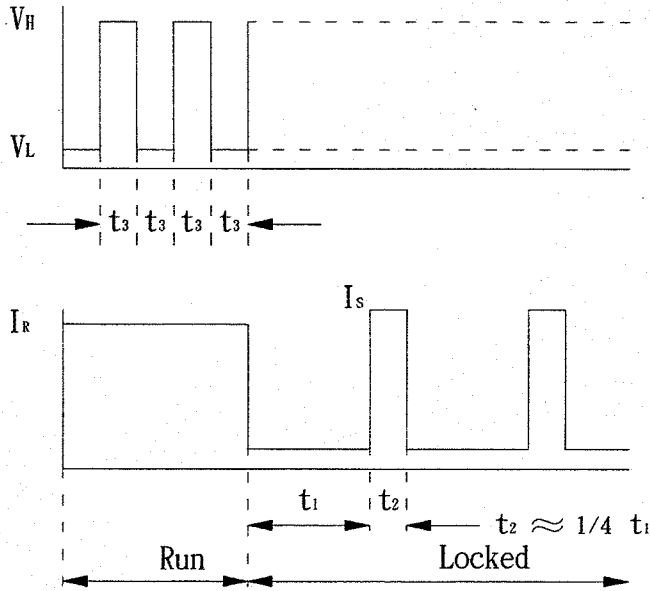 VH
VL
t3 t3 t3 t3
IR
IS
t1 t2
t2 ≈ 1/4 t1
Run Locked